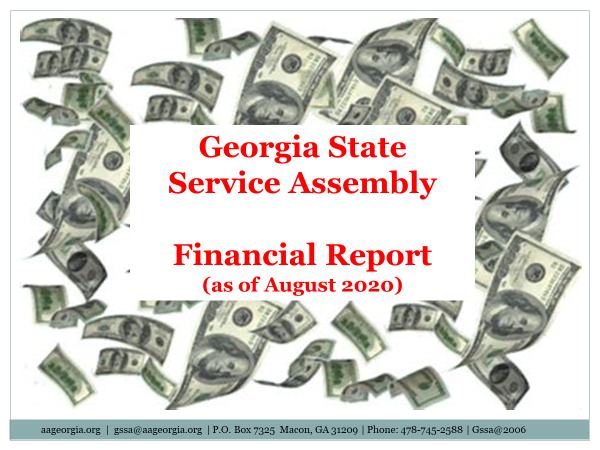 Georgia State
Service Assembly
Financial Report
(as of August 2020)
aageorgia.org | gssa@aageorgia.org | P.O. Box 7325 Macon, GA 31209 | Phone: 478-745-2588 | Gssa@2006